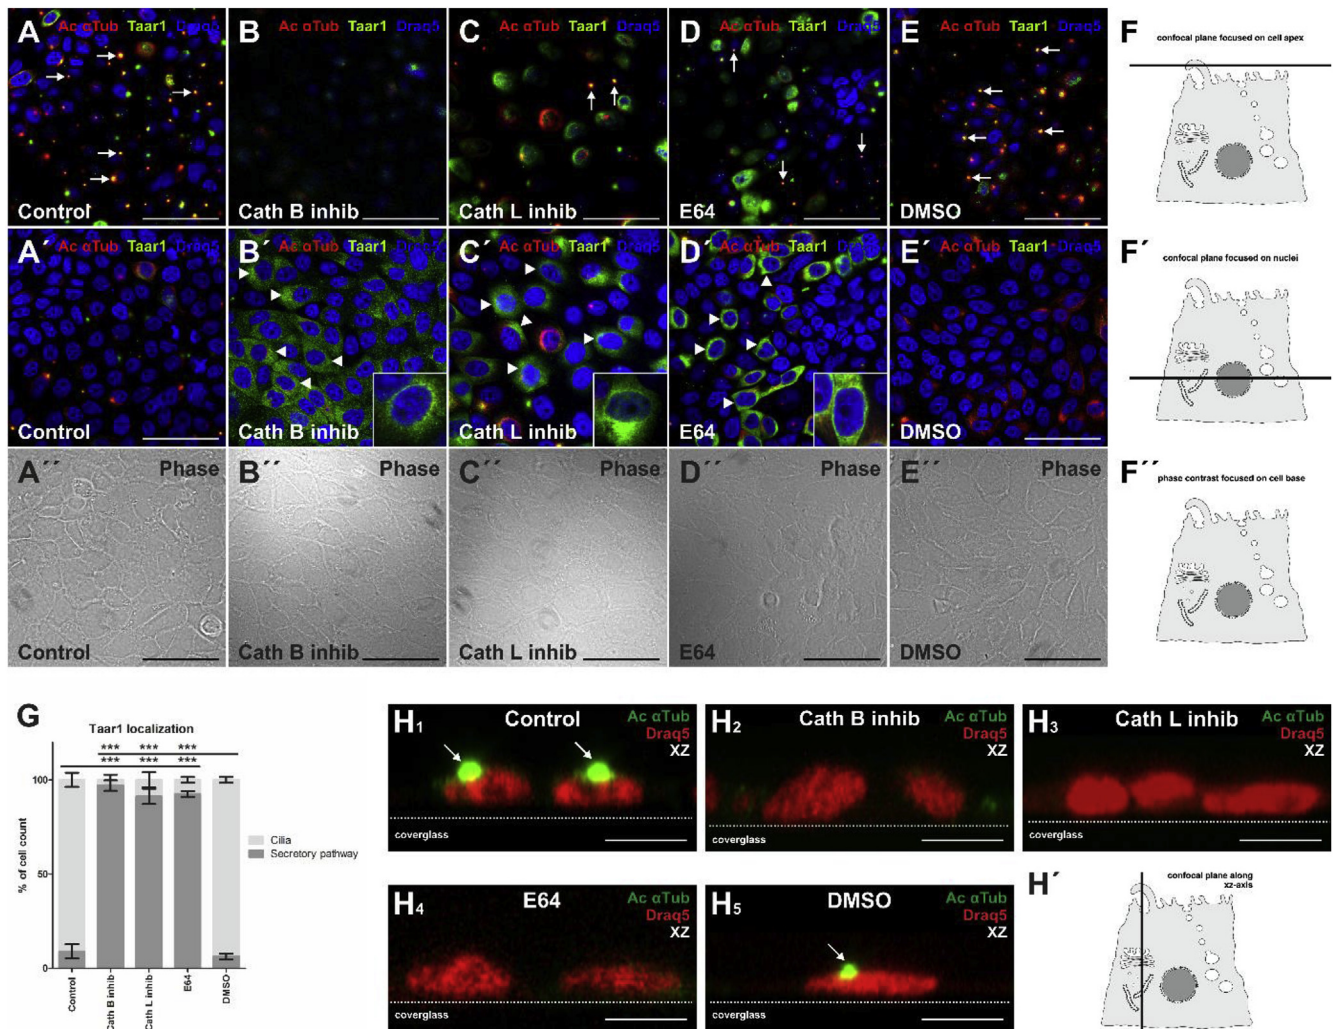 A Ac αTub Taar1 Draq5
Control
B Ac αTub Taar1 Draq5
Cath B inhib
C Ac αTub Taar1 Draq5
Cath L inhib
D Ac αTub Taar1 Draq5
E64
E Ac αTub Taar1 Draq5
DMSO
F
confocal plane focused on cell apex
A´ Ac αTub Taar1 Draq5
Control
B´ Ac αTub Taar1 Draq5
Cath B inhib
C´ Ac αTub Taar1 Draq5
Cath L inhib
D´ Ac αTub Taar1 Draq5
E64
E´ Ac αTub Taar1 Draq5
DMSO
F´
confocal plane focused on nuclei
A´´ Phase
Control
B´´ Phase
Cath B inhib
C´´ Phase
Cath L inhib
D´´ Phase
E64
E´´ Phase
DMSO
F´´
phase contrast focused on cell base
G
Taar1 localization
*** *** ***
*** *** ***
100
50
0
% of cell count
Control
Cath B inhib
Cath L inhib
E64
DMSO
Cilia
Secretory pathway
H1 Control Ac αTub
Draq5
XZ
coverglass
H2 Cath B inhib Ac αTub
Draq5
XZ
coverglass
H3 Cath L inhib Ac αTub
Draq5
XZ
coverglass
H4 E64 Ac αTub
Draq5
XZ
coverglass
H5 DMSO Ac αTub
Draq5
XZ
coverglass
H´
confocal plane along
xz-axis